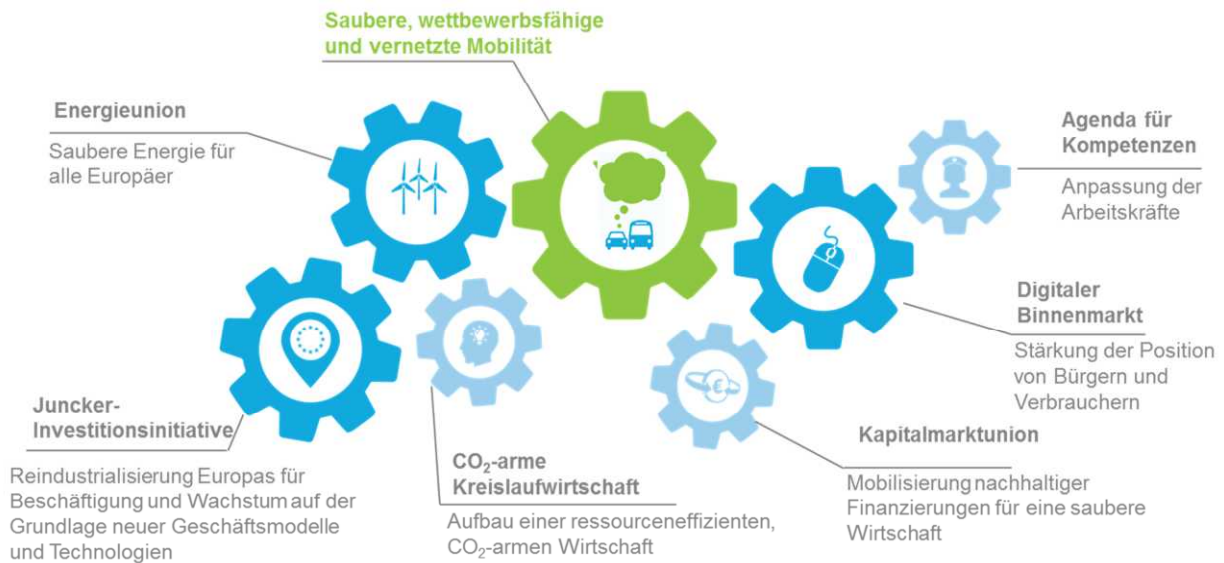 Saubere, wettbewerbsfähige
und vernetzte Mobilität
Energieunion
Saubere Energie für
alle Europäer
Agenda für
Kompetenzen
Anpassung der
Arbeitskräfte
Digitaler
Binnenmarkt
Stärkung der Position
von Bürgern und
Verbrauchern
Juncker-
Investitionsinitiative
Reindustrialisierung Europas für
Beschäftigung und Wachstum auf der
Grundlage neuer Geschäftsmodelle
und Technologien
CO₂-arme
Kreislaufwirtschaft
Aufbau einer ressourceneffizienten,
CO₂-armen Wirtschaft
€
Kapitalmarktunion
Mobilisierung nachhaltiger
Finanzierungen für eine saubere
Wirtschaft